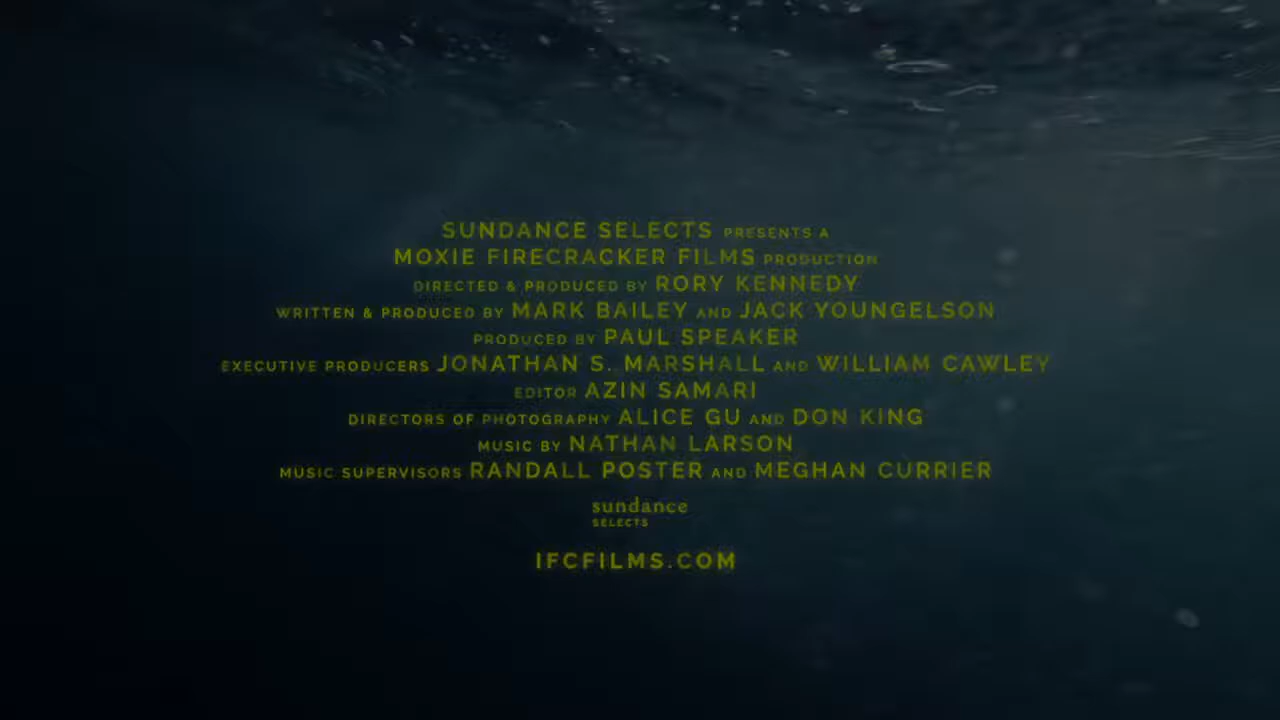 SUNDANCE SELECTS PRESENTS A
MOXIE FIRECRACKER FILMS PRODUCTION
DIRECTED & PRODUCED BY RORY KENNEDY
WRITTEN & PRODUCED BY MARK BAILEY AND JACK YOUNGELSON
PRODUCED BY PAUL SPEAKER
EXECUTIVE PRODUCERS JONATHAN S. MARSHALL AND WILLIAM CAWLEY
EDITOR AZIN SAMARI
DIRECTORS OF PHOTOGRAPHY ALICE GU AND DON KING
MUSIC BY NATHAN LARSON
MUSIC SUPERVISORS RANDALL POSTER AND MEGHAN CURRIER
sundance
SELECTS
IFCFILMS.COM